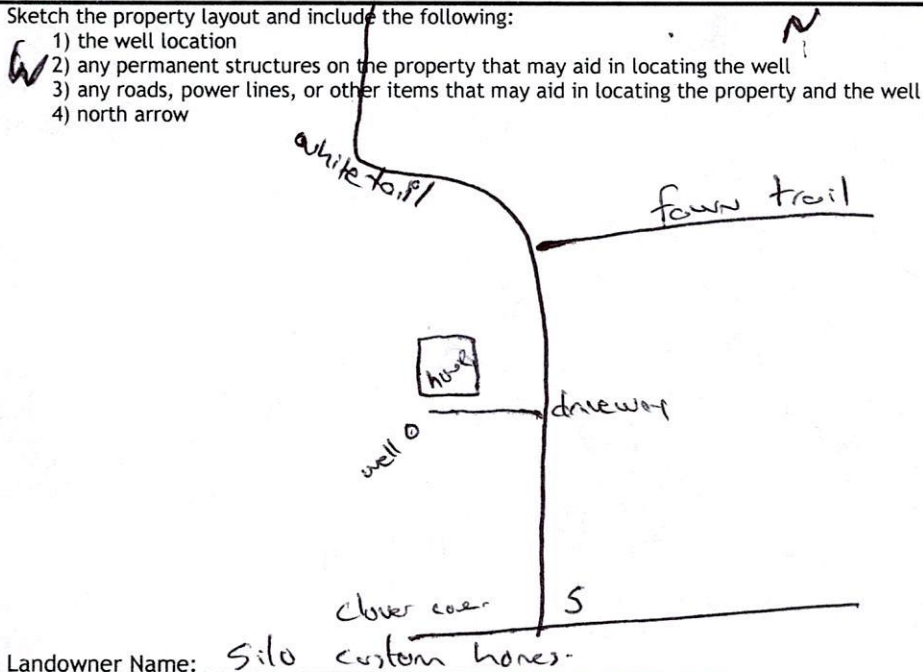 Sketch the property layout and include the following:
N
1) the well location
W
2) any permanent structures on the property that may aid in locating the well
3) any roads, power lines, or other items that may aid in locating the property and the well
4) north arrow
white tail
fawn trail
house
driveway
well
clover
S
Landowner Name: Silo custom homes.